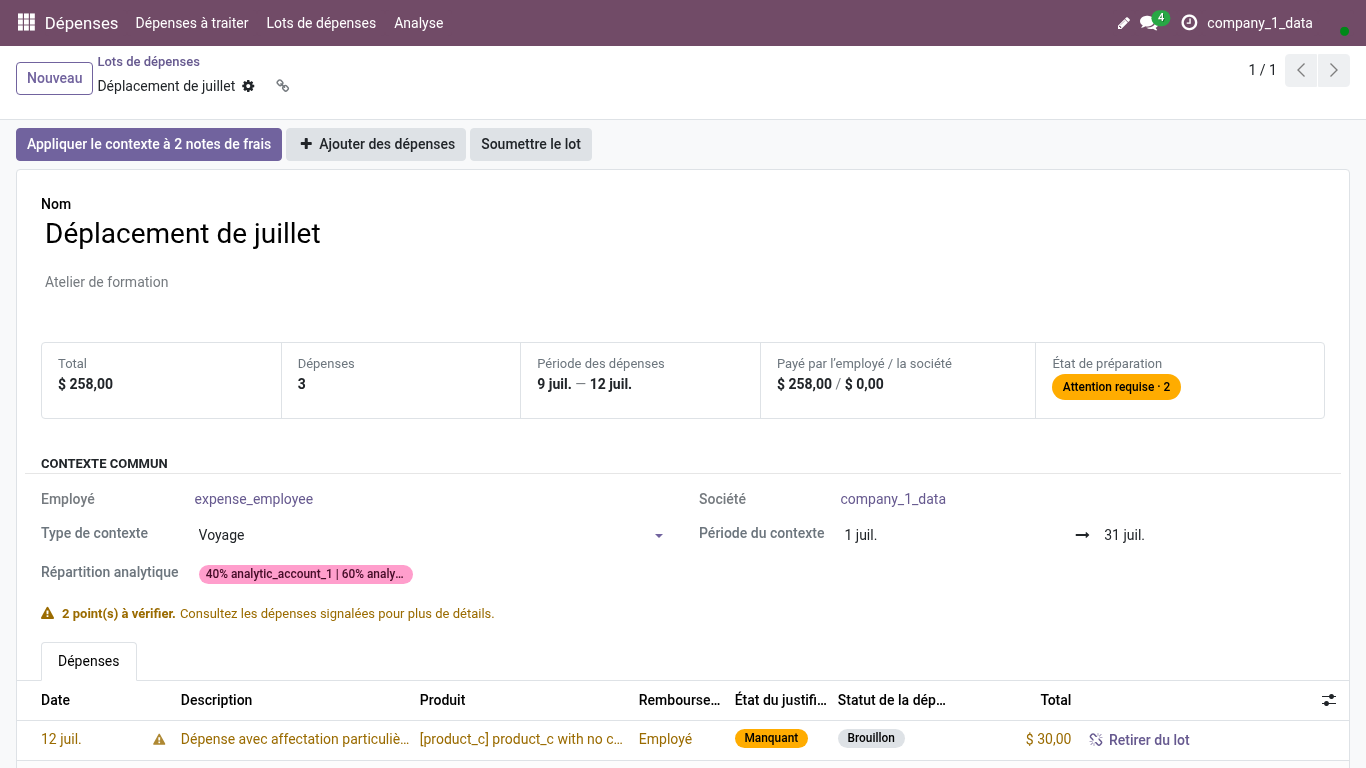 Dépenses Dépenses à traiter Lots de dépenses Analyse 4 company_1_data
Nouveau Lots de dépenses
Déplacement de juillet
1 / 1
Appliquer le contexte à 2 notes de frais Ajouter des dépenses Soumettre le lot
Nom
Déplacement de juillet
Atelier de formation
Total Dépenses Période des dépenses Payé par l'employé / la société État de préparation
$ 258,00 3 9 juil. — 12 juil. $ 258,00 / $ 0,00 Attention requise · 2
CONTEXTE COMMUN
Employé expense_employee Société company_1_data
Type de contexte Voyage Période du contexte 1 juil. → 31 juil.
Répartition analytique 40% analytic_account_1 | 60% analy...
2 point(s) à vérifier. Consultez les dépenses signalées pour plus de détails.
Dépenses
Date Description Produit Rembourse... État du justifi... Statut de la dép... Total
12 juil. Dépense avec affectation particuliè... [product_c] product_c with no c... Employé Manquant Brouillon $ 30,00 Retirer du lot